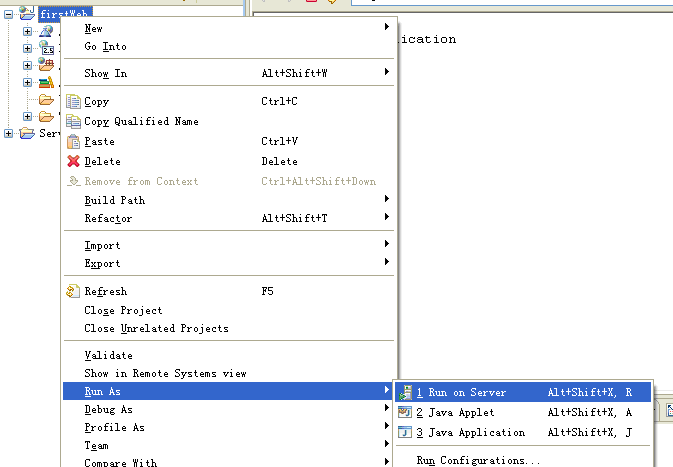 firstWeb
ication
New
Go Into
Show In Alt+Shift+W
Copy Ctrl+C
Copy Qualified Name
Paste Ctrl+V
Delete Delete
Remove from Context Ctrl+Alt+Shift+Down
Build Path
Refactor Alt+Shift+T
Import
Export
Refresh F5
Close Project
Close Unrelated Projects
Validate
Show in Remote Systems view
Run As
Debug As
Profile As
Team
Compare With
1 Run on Server Alt+Shift+X, R
2 Java Applet Alt+Shift+X, A
3 Java Application Alt+Shift+X, J
Run Configurations...
2.5
Serv